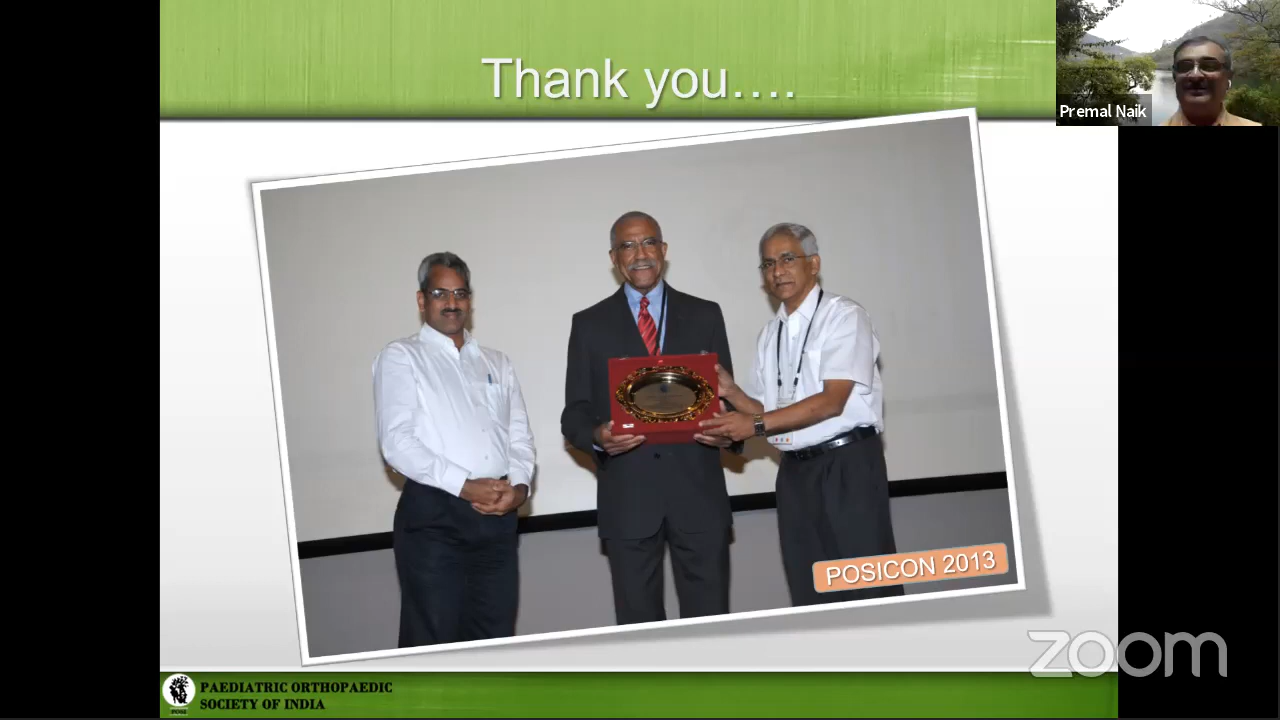 Thank you....
Premal Naik
POSICON 2013
zoom
PAEDIATRIC ORTHOPAEDIC
SOCIETY OF INDIA